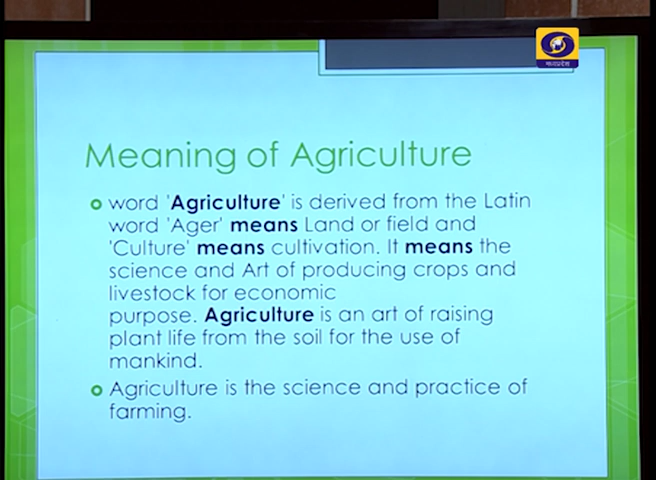 मध्यप्रदेश
Meaning of Agriculture
word 'Agriculture' is derived from the Latin
word 'Ager' means Land or field and
'Culture' means cultivation. It means the
science and Art of producing crops and
livestock for economic
purpose. Agriculture is an art of raising
plant life from the soil for the use of
mankind.
Agriculture is the science and practice of
farming.